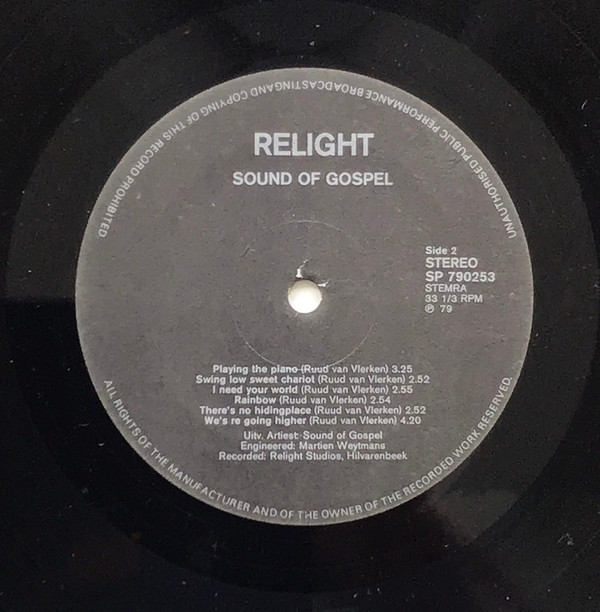 UNAUTHORISED PUBLIC PERFORMANCE BROADCASTINGAND COPYING OF THIS RECORD PROHIBITED
RELIGHT
SOUND OF GOSPEL
Side 2
STEREO
SP 790253
STEMRA
33 1/3 RPM
℗ 79
Playing the piano (Ruud van Vlerken) 3.25
Swing low sweet chariot (Ruud van Vlerken) 2.52
I need your world (Ruud van Vlerken) 2.55
Rainbow (Ruud van Vlerken) 2.54
There's no hidingplace (Ruud van Vlerken) 2.52
We's re going higher (Ruud van Vlerken) 4.20
Uitv. Artiest: Sound of Gospel
Engineered: Martien Weytmans
Recorded: Relight Studios, Hilvarenbeek
ALL RIGHTS OF THE MANUFACTURER AND OF THE OWNER OF THE RECORDED WORK RESERVED.